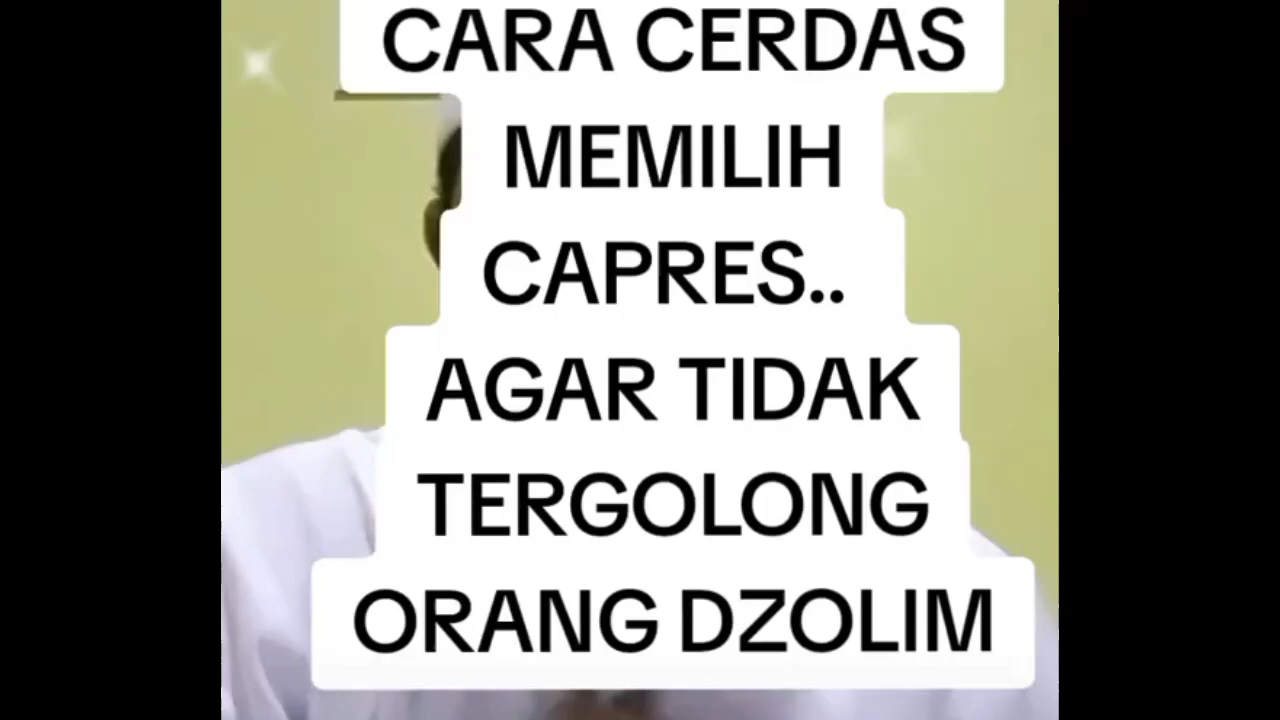 CARA CERDAS
MEMILIH
CAPRES..
AGAR TIDAK
TERGOLONG
ORANG DZOLIM